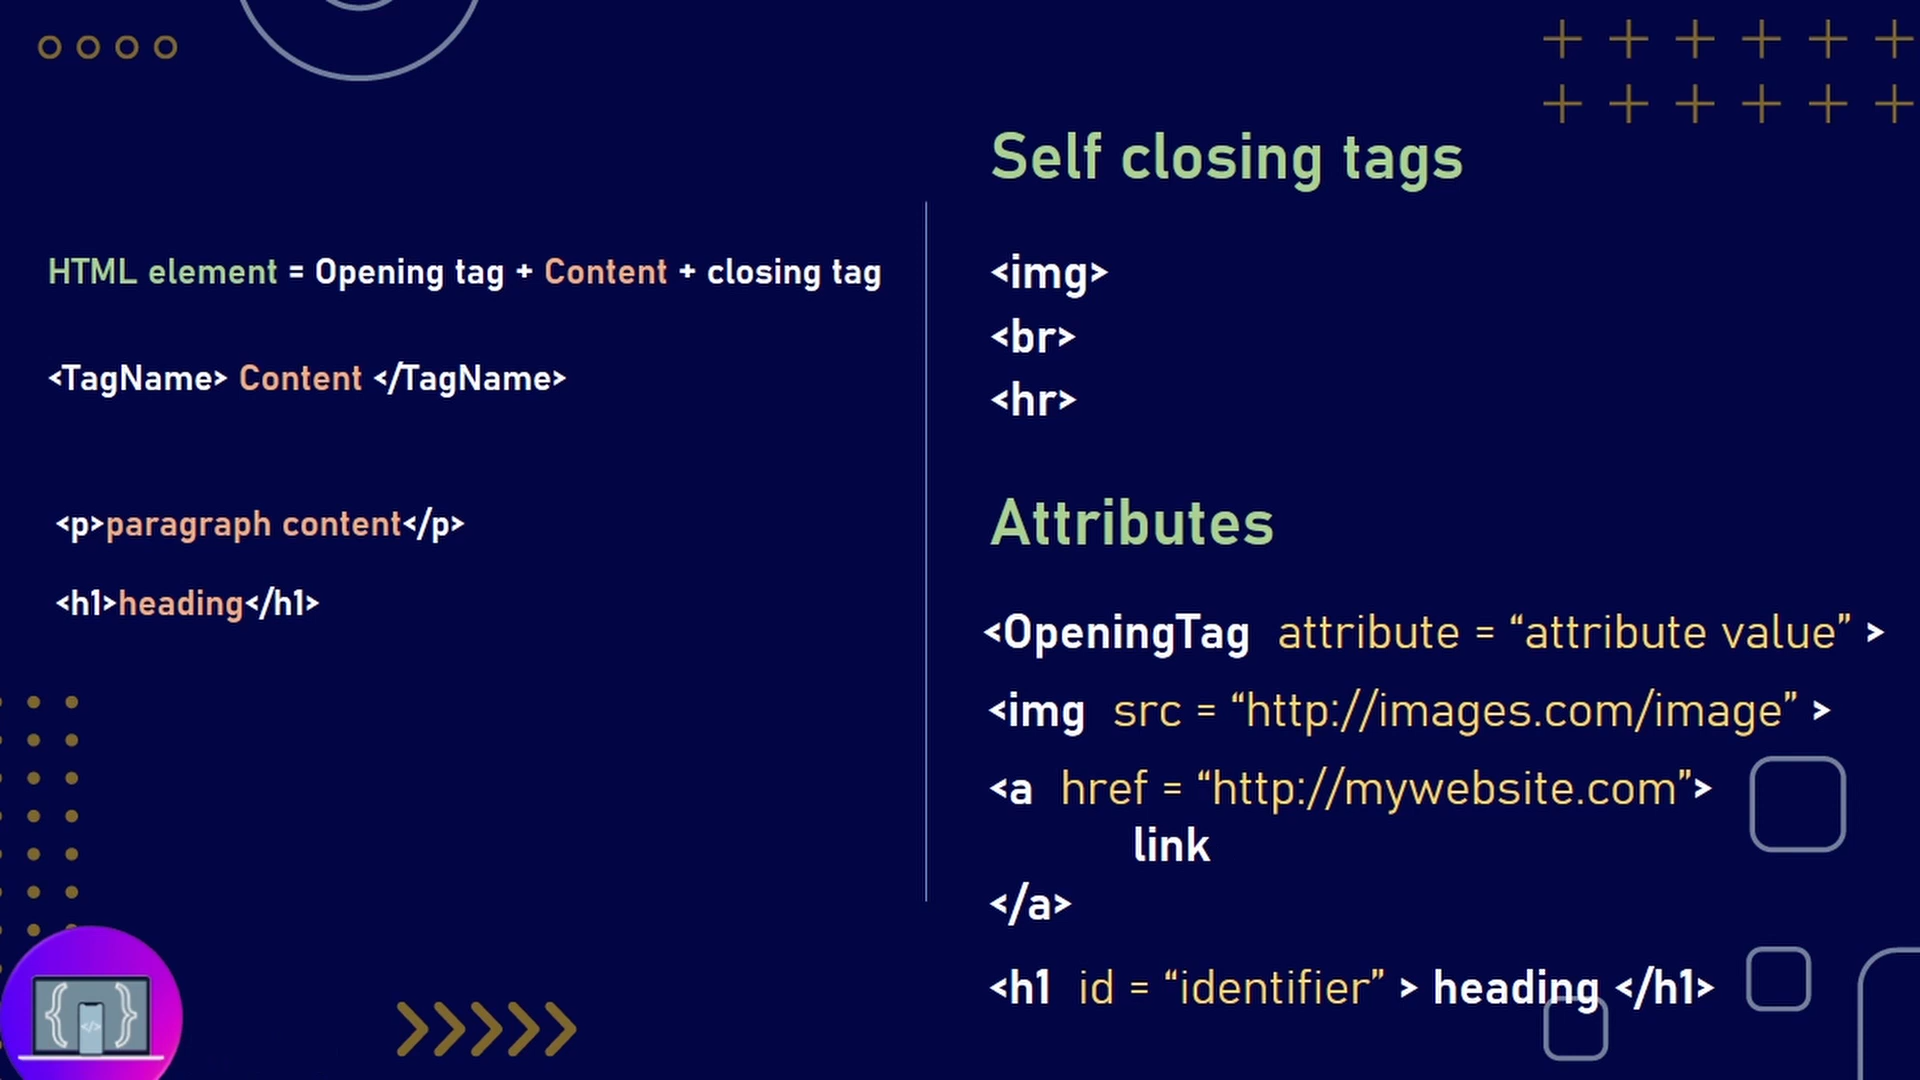 HTML element = Opening tag + Content + closing tag
<TagName> Content </TagName>
<p>paragraph content</p>
<h1>heading</h1>
Self closing tags
<img>
<br>
<hr>
Attributes
<OpeningTag attribute = “attribute value” >
<img src = “http://images.com/image” >
<a href = “http://mywebsite.com”>
link
</a>
<h1 id = “identifier” > heading </h1>
{ </> }